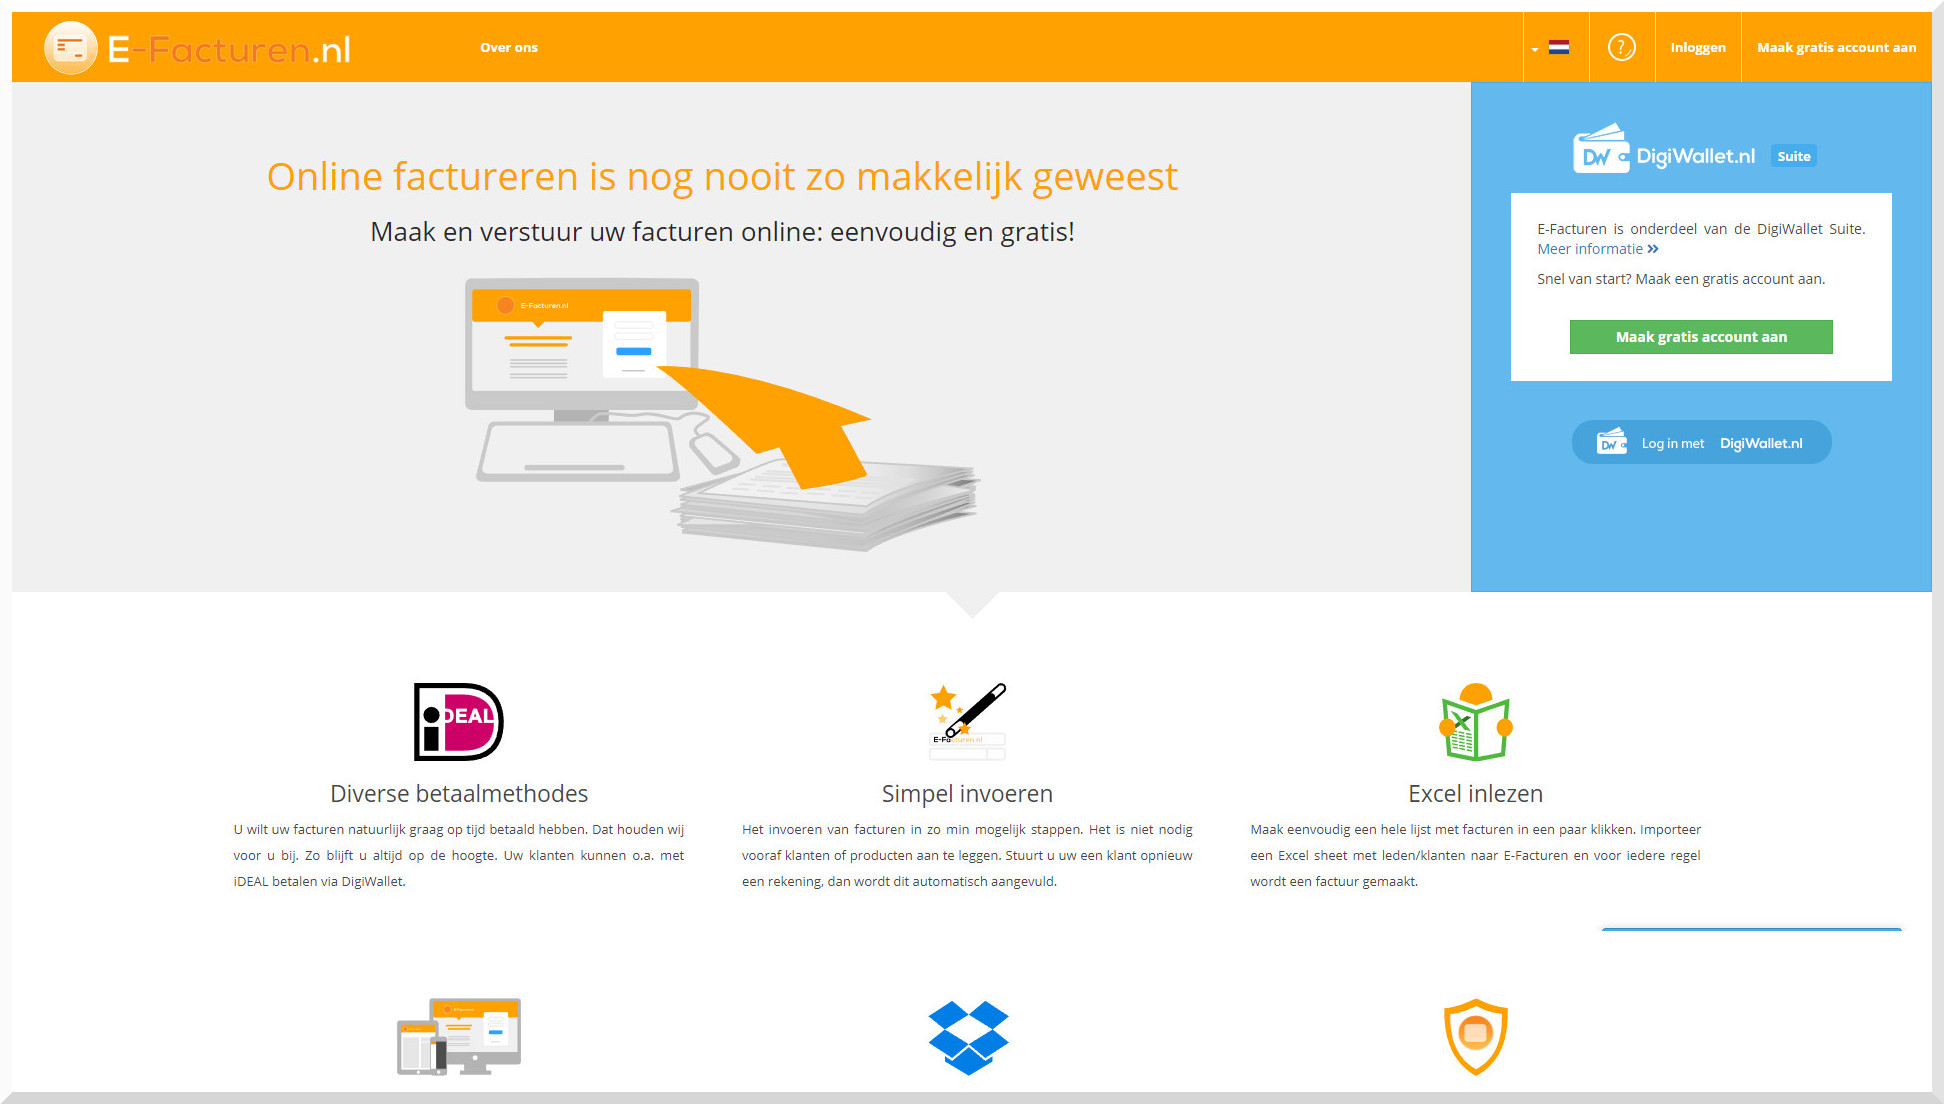 E-Facturen.nl
Over ons
Inloggen
Maak gratis account aan
Online factureren is nog nooit zo makkelijk geweest
Maak en verstuur uw facturen online: eenvoudig en gratis!
E-Facturen.nl
DW DigiWallet.nl Suite
E-Facturen is onderdeel van de DigiWallet Suite.
Meer informatie »
Snel van start? Maak een gratis account aan.
Maak gratis account aan
DW Log in met DigiWallet.nl
iDEAL
E-Facturen.nl
Diverse betaalmethodes
U wilt uw facturen natuurlijk graag op tijd betaald hebben. Dat houden wij
voor u bij. Zo blijft u altijd op de hoogte. Uw klanten kunnen o.a. met
iDEAL betalen via DigiWallet.
Simpel invoeren
Het invoeren van facturen in zo min mogelijk stappen. Het is niet nodig
vooraf klanten of producten aan te leggen. Stuurt u uw een klant opnieuw
een rekening, dan wordt dit automatisch aangevuld.
Excel inlezen
Maak eenvoudig een hele lijst met facturen in een paar klikken. Importeer
een Excel sheet met leden/klanten naar E-Facturen en voor iedere regel
wordt een factuur gemaakt.